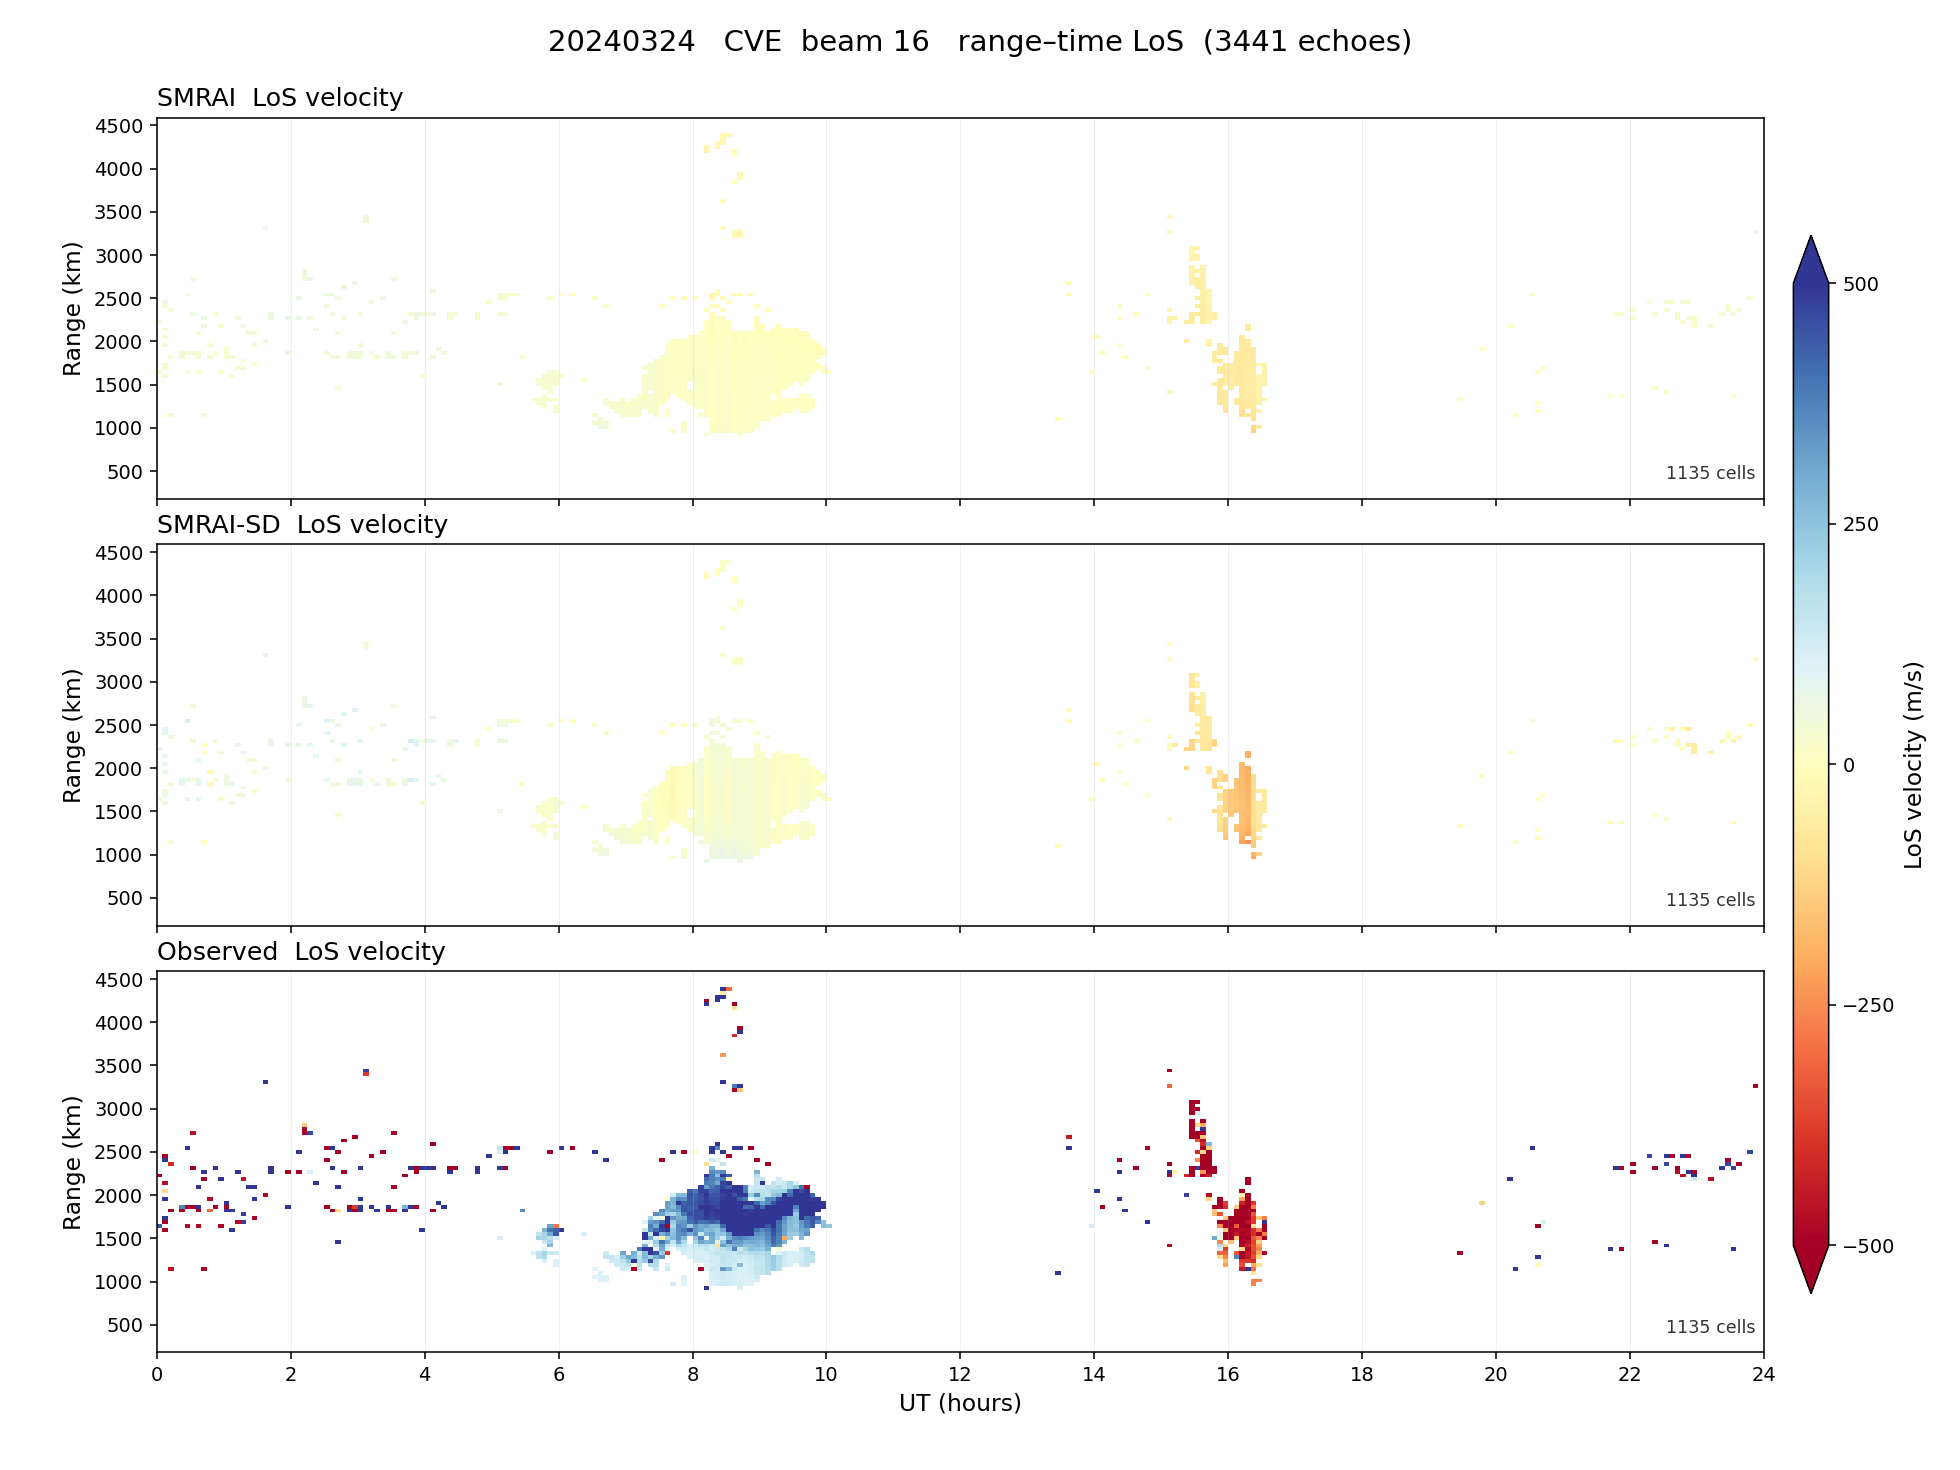 20240324 CVE beam 16 range–time LoS (3441 echoes)
SMRAI LoS velocity
4500
4000
3500
3000
2500
2000
1500
1000
500
Range (km)
1135 cells
SMRAI-SD LoS velocity
4500
4000
3500
3000
2500
2000
1500
1000
500
Range (km)
1135 cells
Observed LoS velocity
4500
4000
3500
3000
2500
2000
1500
1000
500
Range (km)
1135 cells
0 2 4 6 8 10 12 14 16 18 20 22 24
UT (hours)
500
250
0
−250
−500
LoS velocity (m/s)